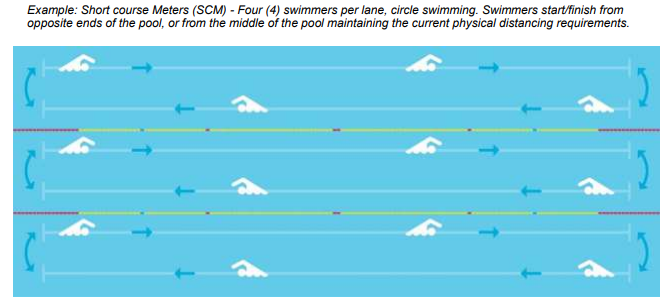 Example: Short course Meters (SCM) - Four (4) swimmers per lane, circle swimming. Swimmers start/finish from
opposite ends of the pool, or from the middle of the pool maintaining the current physical distancing requirements.